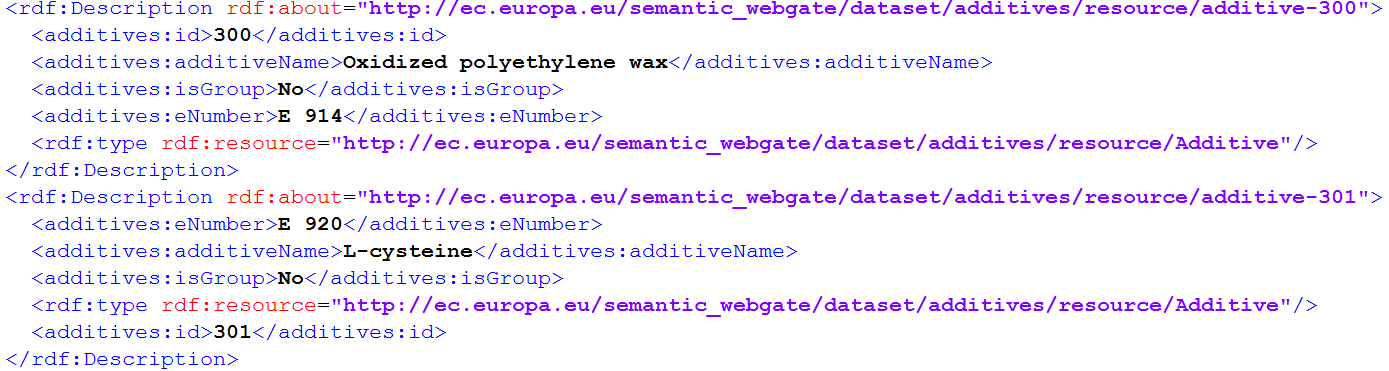 <rdf:Description rdf:about="http://ec.europa.eu/semantic_webgate/dataset/additives/resource/additive-300">
<additives:id>300</additives:id>
<additives:additiveName>Oxidized polyethylene wax</additives:additiveName>
<additives:isGroup>No</additives:isGroup>
<additives:eNumber>E 914</additives:eNumber>
<rdf:type rdf:resource="http://ec.europa.eu/semantic_webgate/dataset/additives/resource/Additive"/>
</rdf:Description>
<rdf:Description rdf:about="http://ec.europa.eu/semantic_webgate/dataset/additives/resource/additive-301">
<additives:eNumber>E 920</additives:eNumber>
<additives:additiveName>L-cysteine</additives:additiveName>
<additives:isGroup>No</additives:isGroup>
<rdf:type rdf:resource="http://ec.europa.eu/semantic_webgate/dataset/additives/resource/Additive"/>
<additives:id>301</additives:id>
</rdf:Description>